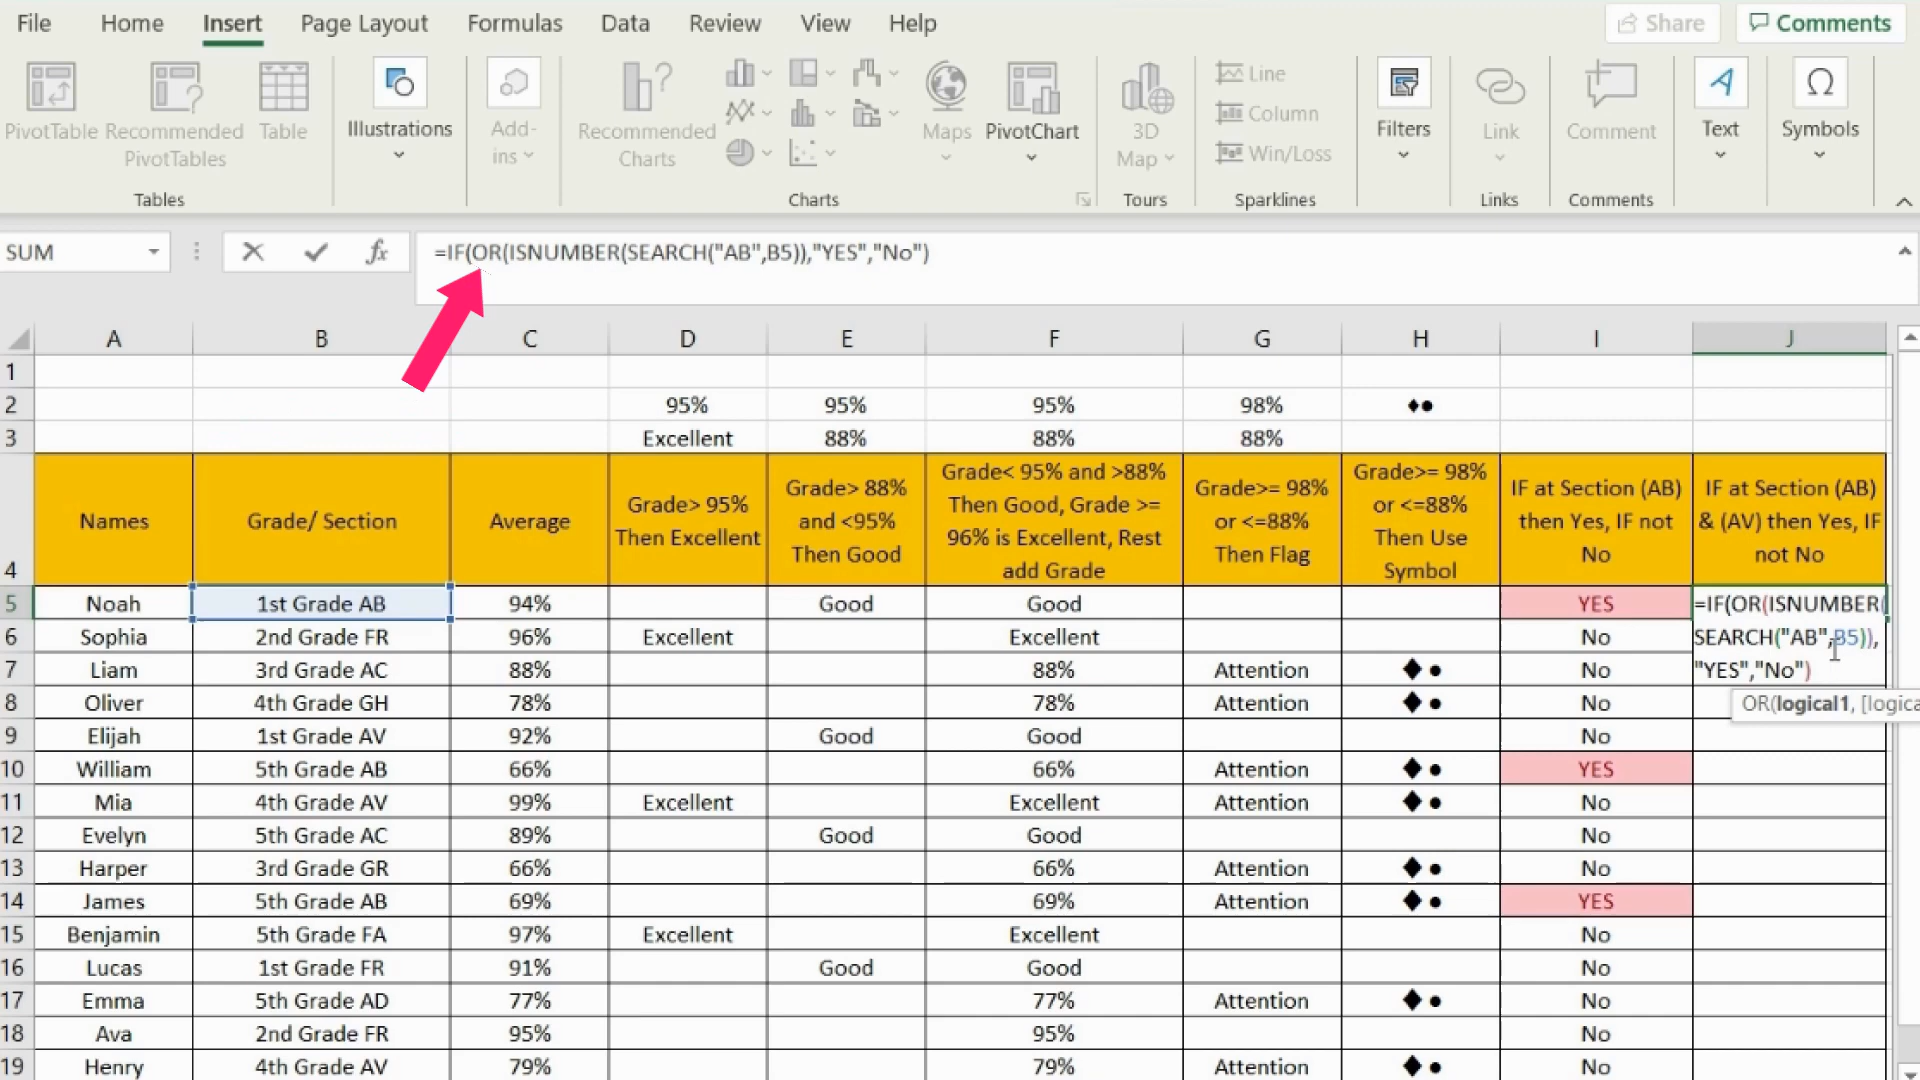 File Home Insert Page Layout Formulas Data Review View Help Share Comments
PivotTable Recommended PivotTables Table Illustrations Add-ins Recommended Charts Maps PivotChart 3D Map Line Column Win/Loss Filters Link Comment Text Symbols
Tables Charts Tours Sparklines Links Comments
SUM fx =IF(OR(ISNUMBER(SEARCH("AB",B5)),"YES","No")
A B C D E F G H I J
1
2 95% 95% 95% 98% ♦●
3 Excellent 88% 88% 88%
4 Names Grade/ Section Average Grade> 95% Then Excellent Grade> 88% and <95% Then Good Grade< 95% and >88% Then Good, Grade >= 96% is Excellent, Rest add Grade Grade>= 98% or <=88% Then Flag Grade>= 98% or <=88% Then Use Symbol IF at Section (AB) then Yes, IF not No IF at Section (AB) & (AV) then Yes, IF not No
5 Noah 1st Grade AB 94% Good Good YES =IF(OR(ISNUMBER(
6 Sophia 2nd Grade FR 96% Excellent Excellent No SEARCH("AB",B5)),
7 Liam 3rd Grade AC 88% 88% Attention ♦ ● No "YES","No")
8 Oliver 4th Grade GH 78% 78% Attention ♦ ● No OR(logical1, [logica
9 Elijah 1st Grade AV 92% Good Good No
10 William 5th Grade AB 66% 66% Attention ♦ ● YES
11 Mia 4th Grade AV 99% Excellent Excellent Attention ♦ ● No
12 Evelyn 5th Grade AC 89% Good Good No
13 Harper 3rd Grade GR 66% 66% Attention ♦ ● No
14 James 5th Grade AB 69% 69% Attention ♦ ● YES
15 Benjamin 5th Grade FA 97% Excellent Excellent No
16 Lucas 1st Grade FR 91% Good Good No
17 Emma 5th Grade AD 77% 77% Attention ♦ ● No
18 Ava 2nd Grade FR 95% 95% No
19 Henry 4th Grade AV 79% 79% Attention ♦ ● No